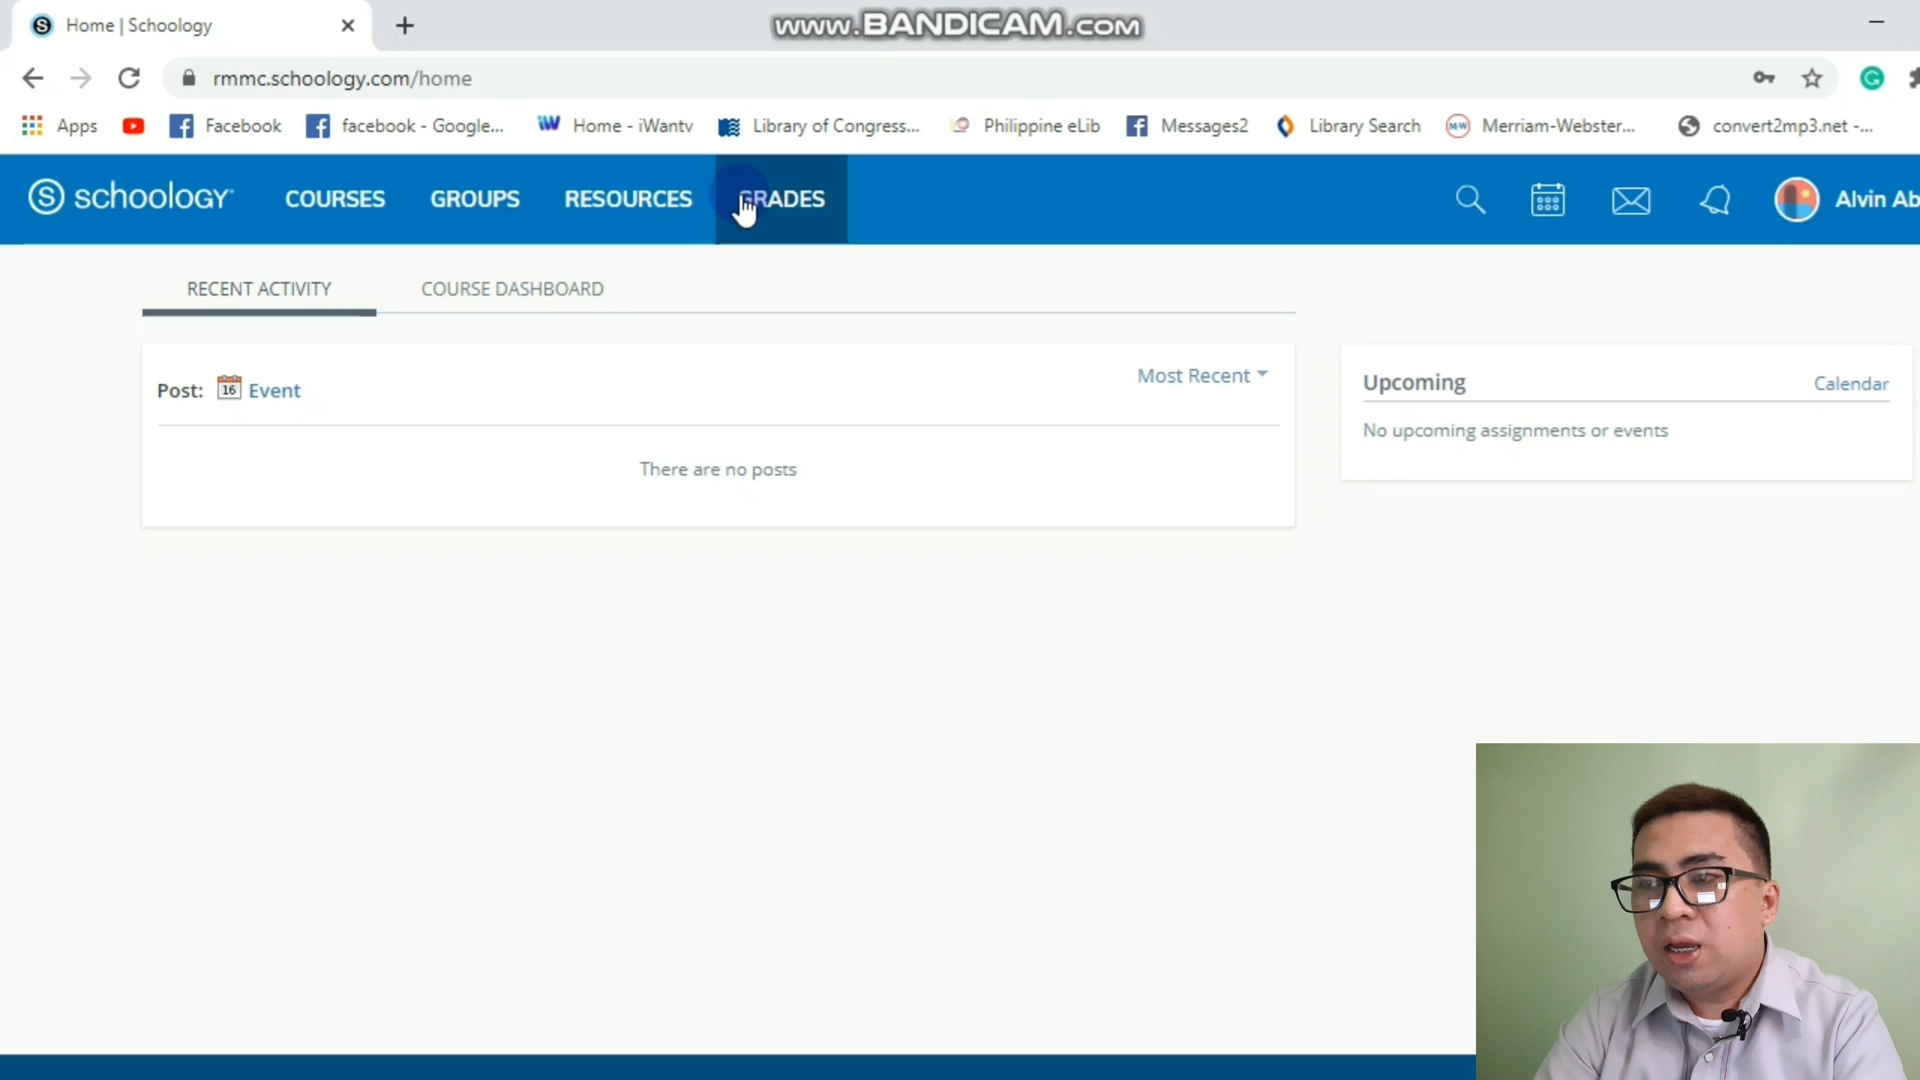 Home | Schoology
www.BANDICAM.com
rmmc.schoology.com/home
Apps Facebook facebook - Google... Home - iWantv Library of Congress... Philippine eLib Messages2 Library Search Merriam-Webster... convert2mp3.net -...
schoology COURSES GROUPS RESOURCES GRADES Alvin Ab
RECENT ACTIVITY COURSE DASHBOARD
Post: 16 Event Most Recent
There are no posts
Upcoming Calendar
No upcoming assignments or events